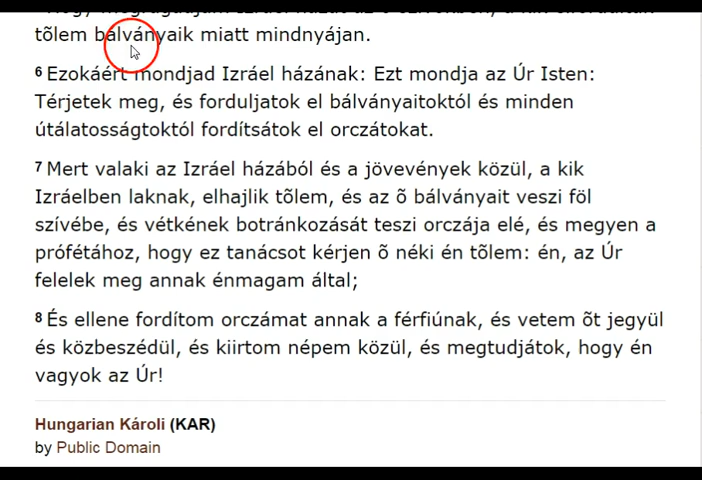 tõlem bálványaik miatt mindnyájan.
6 Ezokáért mondjad Izráel házának: Ezt mondja az Úr Isten:
Térjetek meg, és forduljatok el bálványaitoktól és minden
útálatosságtoktól fordítsátok el orczátokat.
7 Mert valaki az Izráel házából és a jövevények közül, a kik
Izráelben laknak, elhajlik tõlem, és az õ bálványait veszi föl
szívébe, és vétkének botránkozását teszi orczája elé, és megyen a
prófétához, hogy ez tanácsot kérjen õ néki én tõlem: én, az Úr
felelek meg annak énmagam által;
8 És ellene fordítom orczámat annak a férfiúnak, és vetem õt jegyül
és közbeszédül, és kiirtom népem közül, és megtudjátok, hogy én
vagyok az Úr!
Hungarian Károli (KAR)
by Public Domain